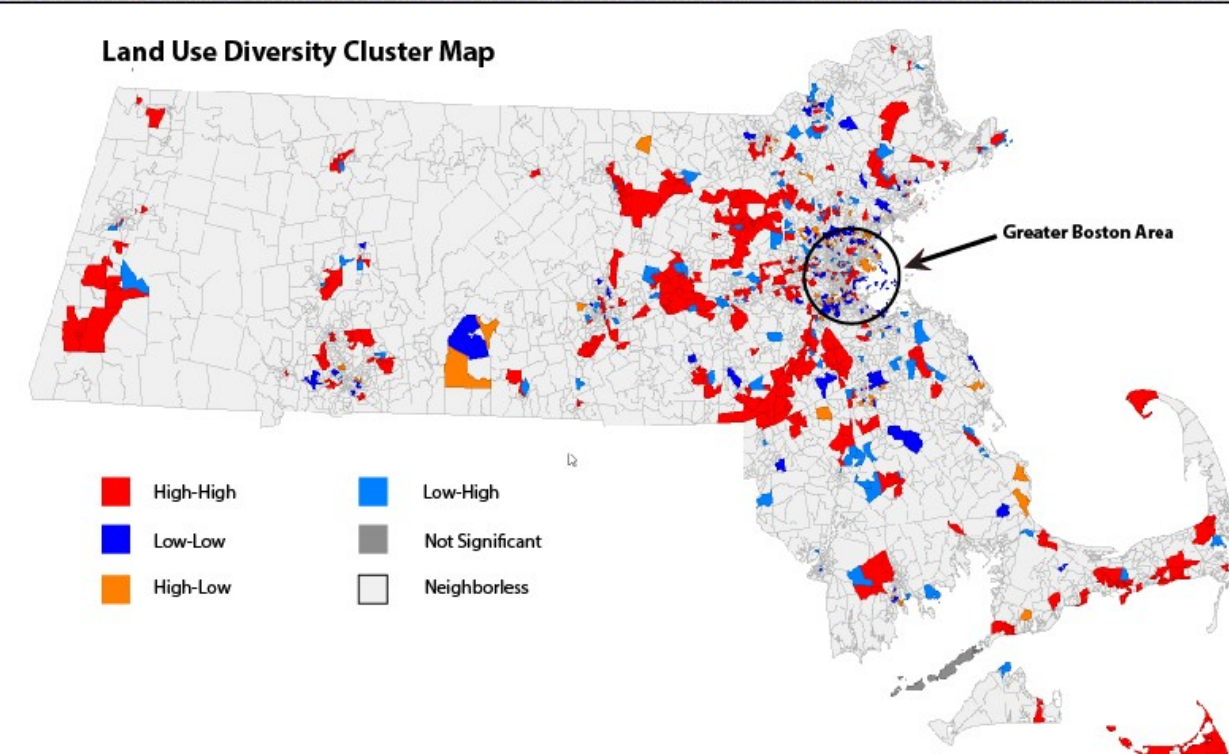 Land Use Diversity Cluster Map
Greater Boston Area
High-High
Low-High
Low-Low
Not Significant
High-Low
Neighborless